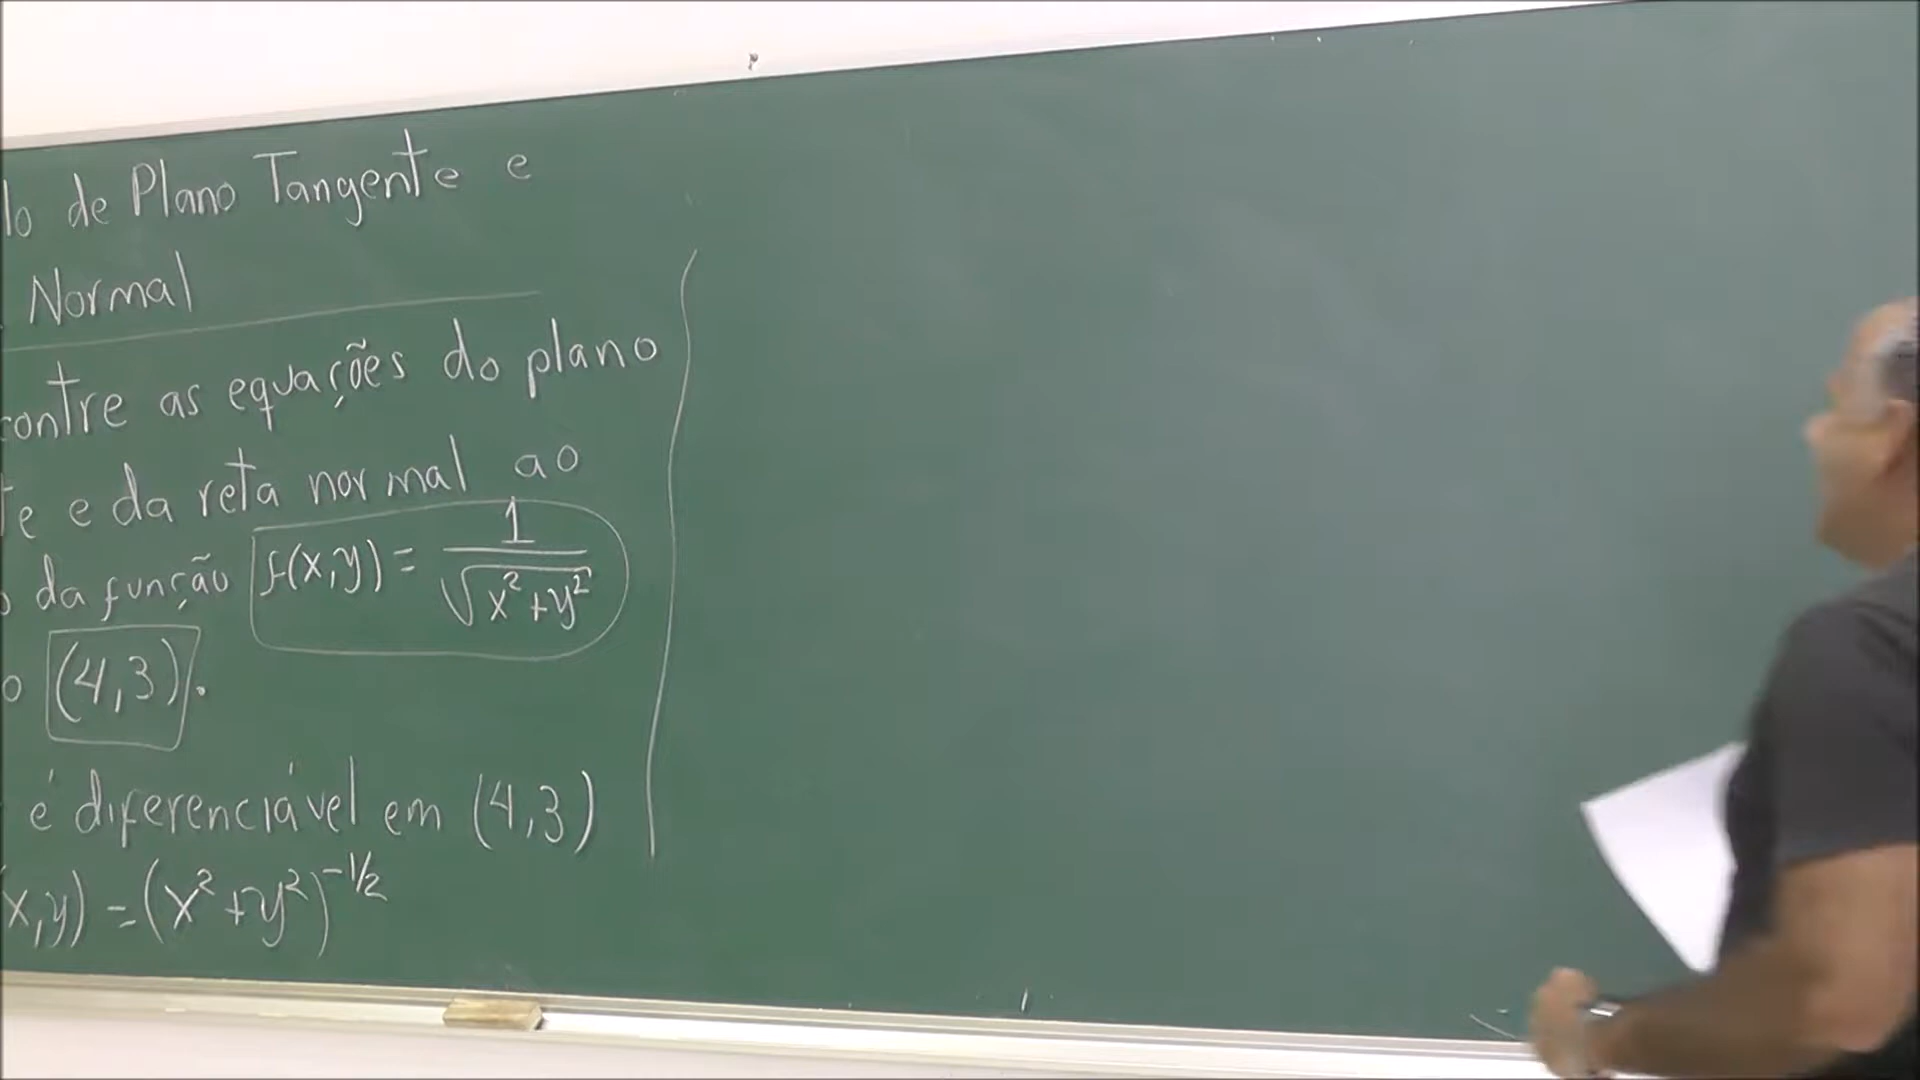 lo de Plano Tangente e
Normal
contre as equações do plano
te e da reta normal ao
o da função f(x,y) = 1/√(x²+y²)
o (4,3).
é diferenciável em (4,3)
x,y) = (x²+y²)^-1/2